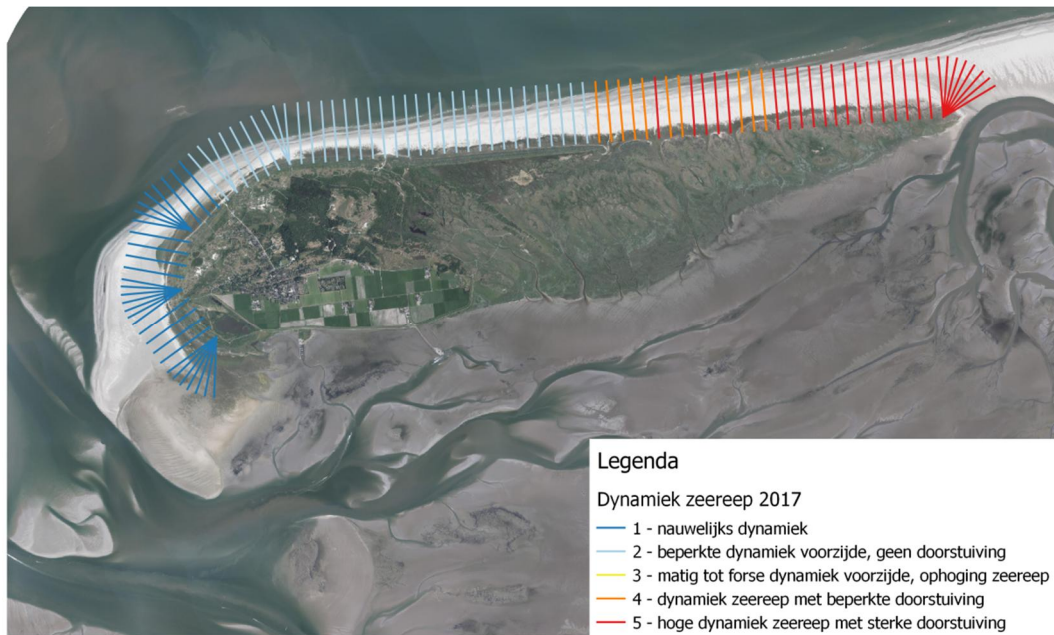 Legenda
Dynamiek zeereep 2017
1 - nauwelijks dynamiek
2 - beperkte dynamiek voorzijde, geen doorstuiving
3 - matig tot forse dynamiek voorzijde, ophoging zeereep
4 - dynamiek zeereep met beperkte doorstuiving
5 - hoge dynamiek zeereep met sterke doorstuiving